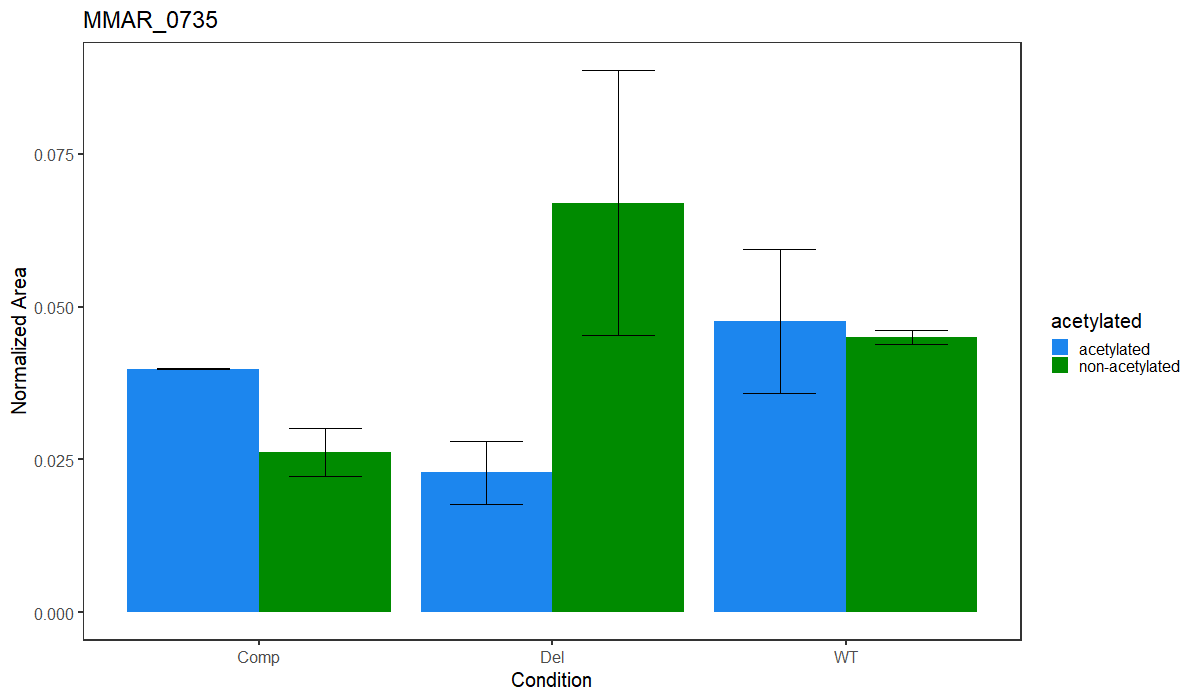 MMAR_0735
Normalized Area
0.075
0.050
0.025
0.000
Comp
Del
WT
Condition
acetylated
acetylated
non-acetylated